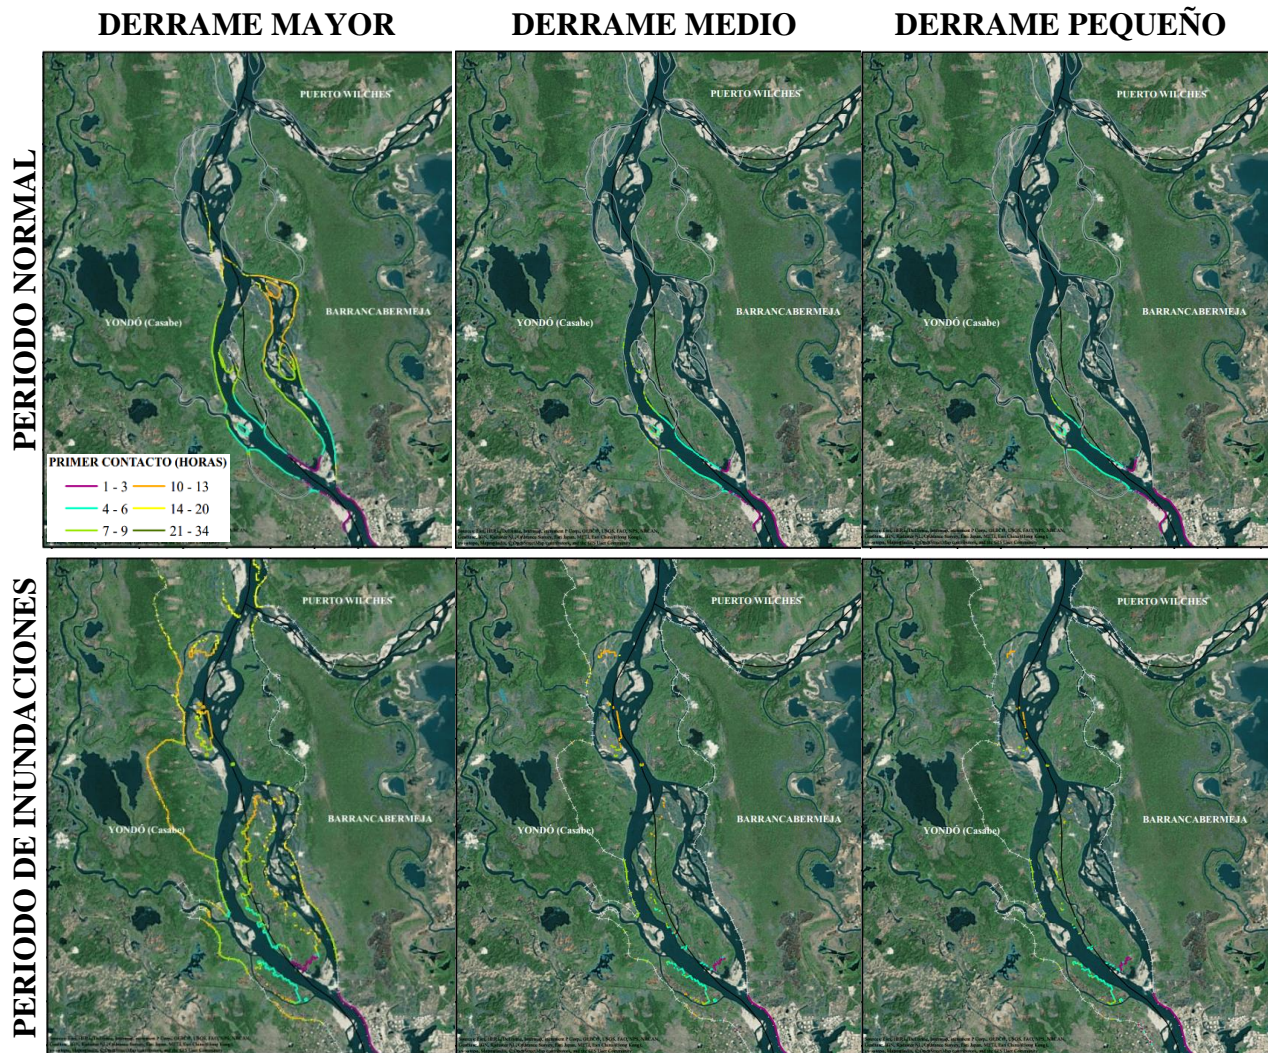 DERRAME MAYOR
DERRAME MEDIO
DERRAME PEQUEÑO
PERIODO NORMAL
PUERTO WILCHES
YONDÓ (Casabe)
BARRANCABERMEJA
PRIMER CONTACTO (HORAS)
1 - 3
10 - 13
4 - 6
14 - 20
7 - 9
21 - 34
PUERTO WILCHES
YONDÓ (Casabe)
BARRANCABERMEJA
PUERTO WILCHES
YONDÓ (Casabe)
BARRANCABERMEJA
PERIODO DE INUNDACIONES
PUERTO WILCHES
YONDÓ (Casabe)
BARRANCABERMEJA
PUERTO WILCHES
YONDÓ (Casabe)
BARRANCABERMEJA
PUERTO WILCHES
YONDÓ (Casabe)
BARRANCABERMEJA